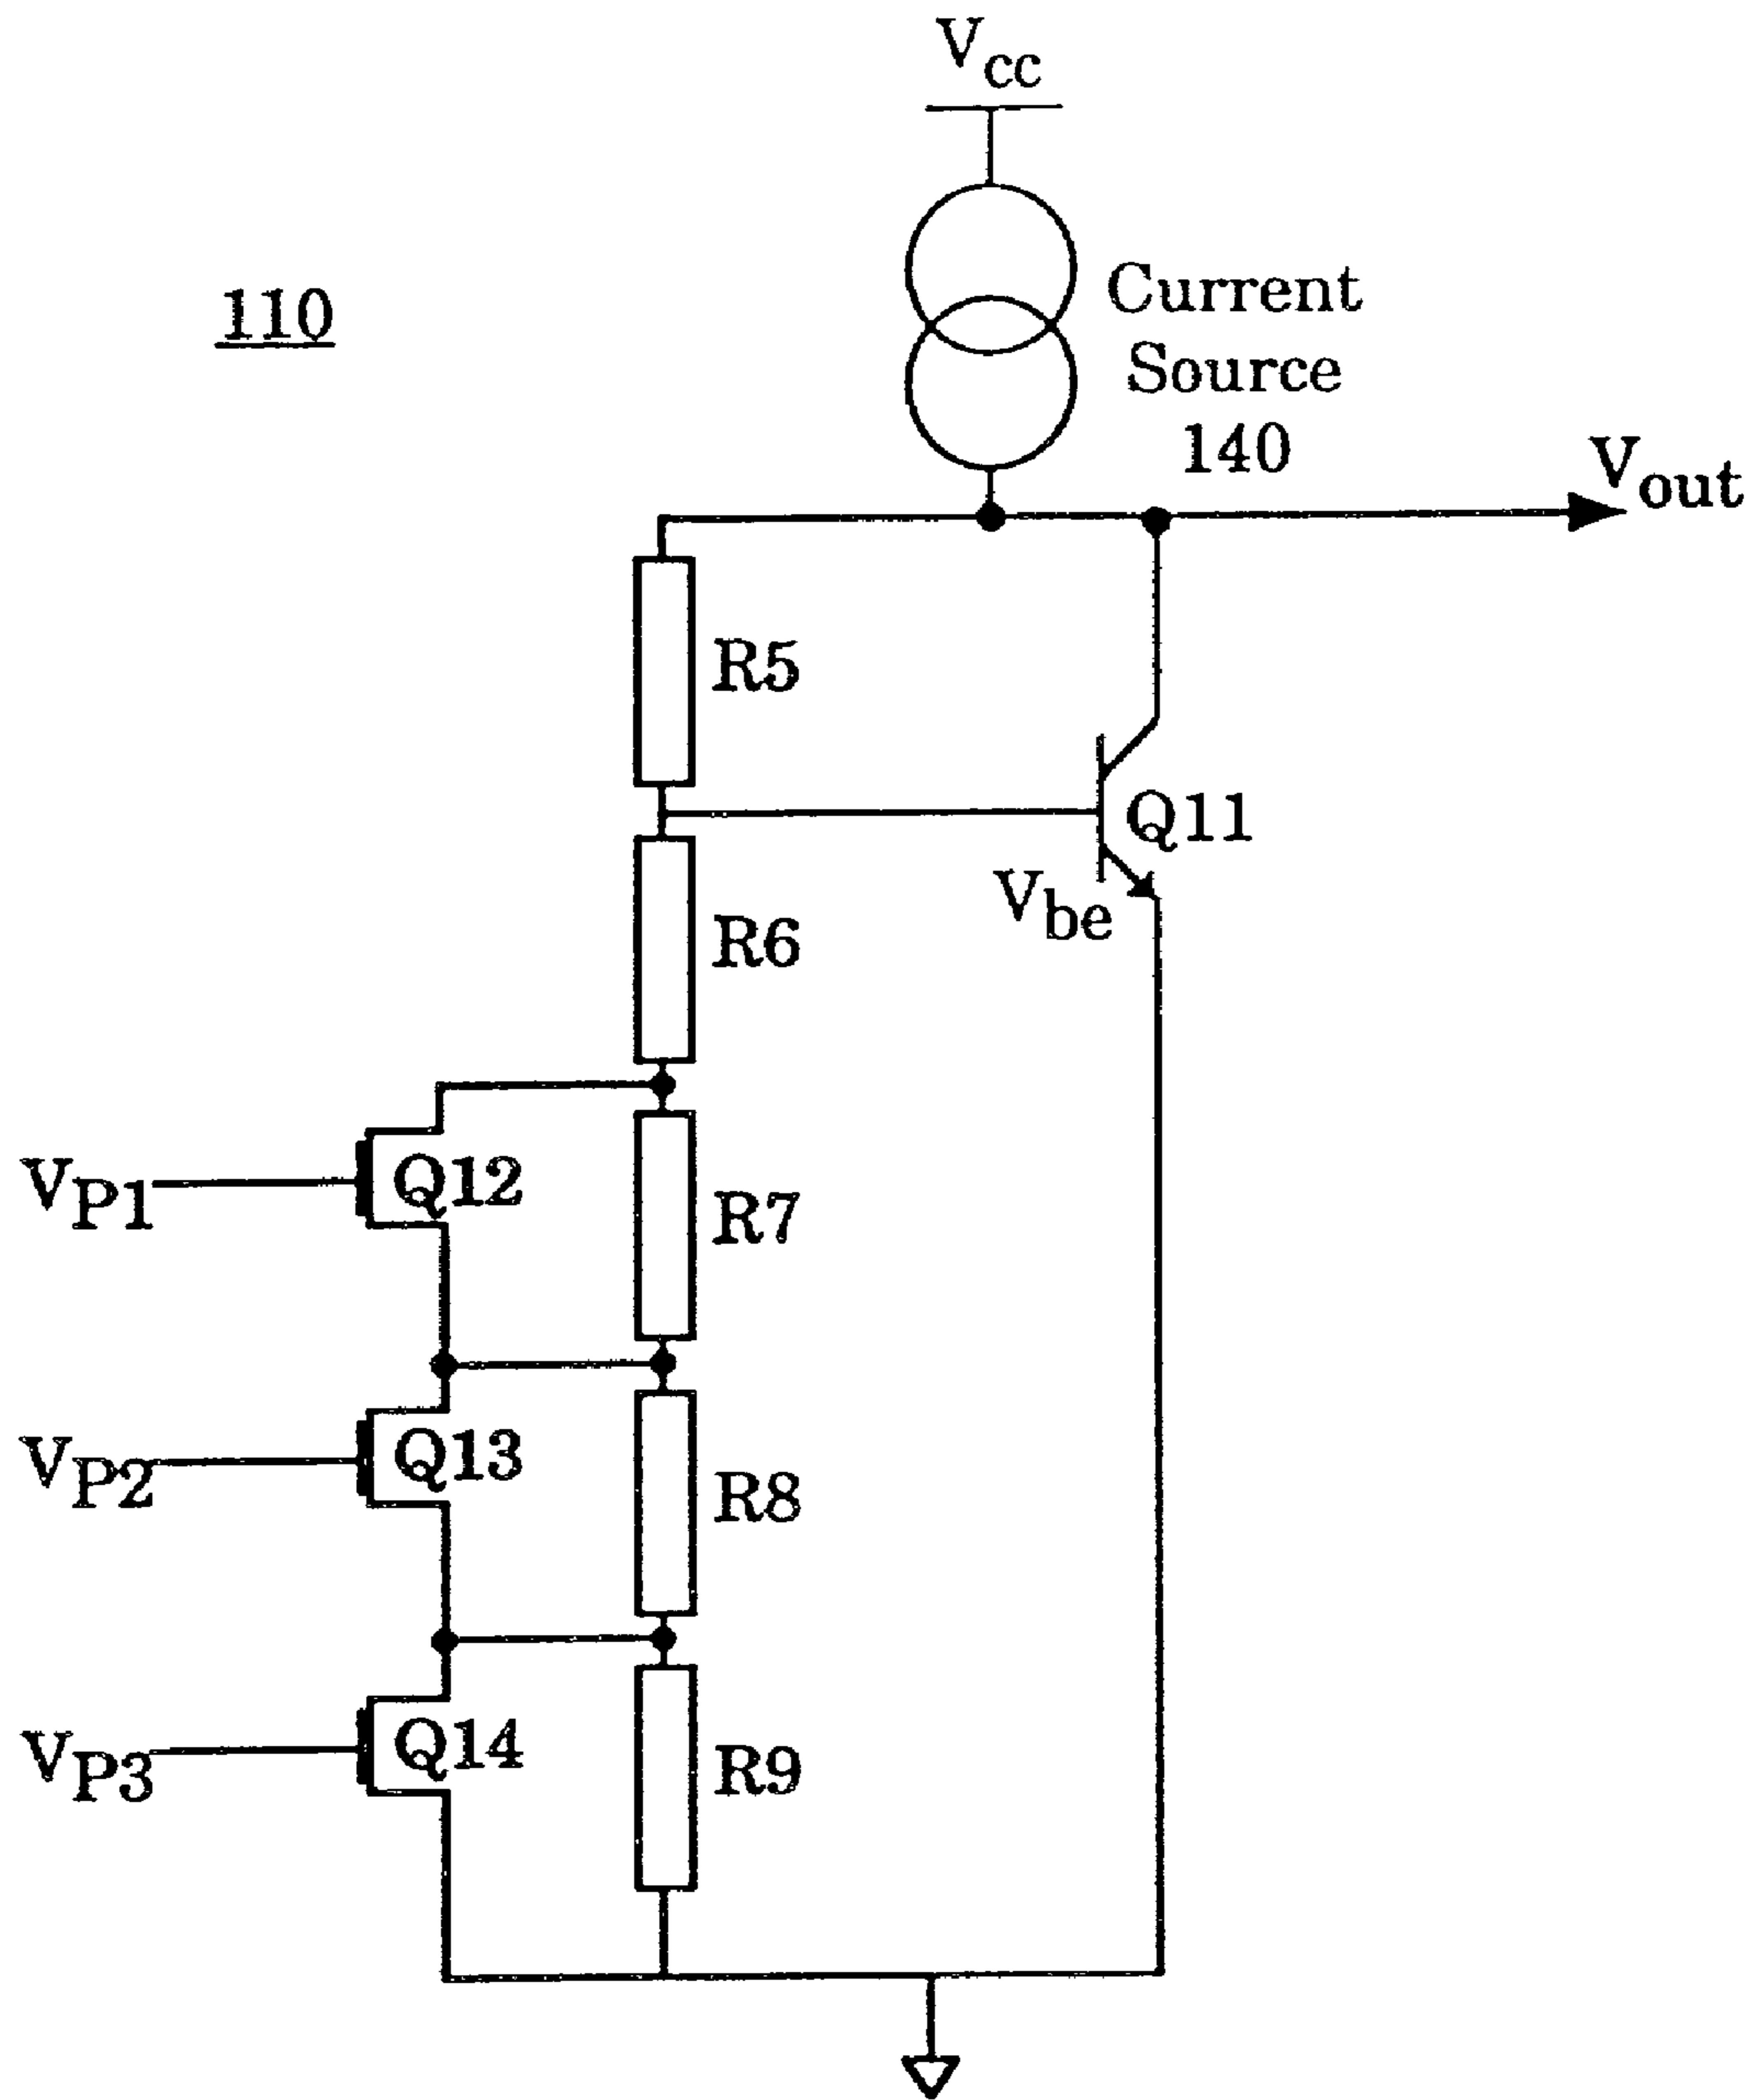 Vcc
110
Current
Source
140
Vout
R5
Q11
Vbe
R6
VP1
Q12
R7
VP2
Q13
R8
VP3
Q14
R9